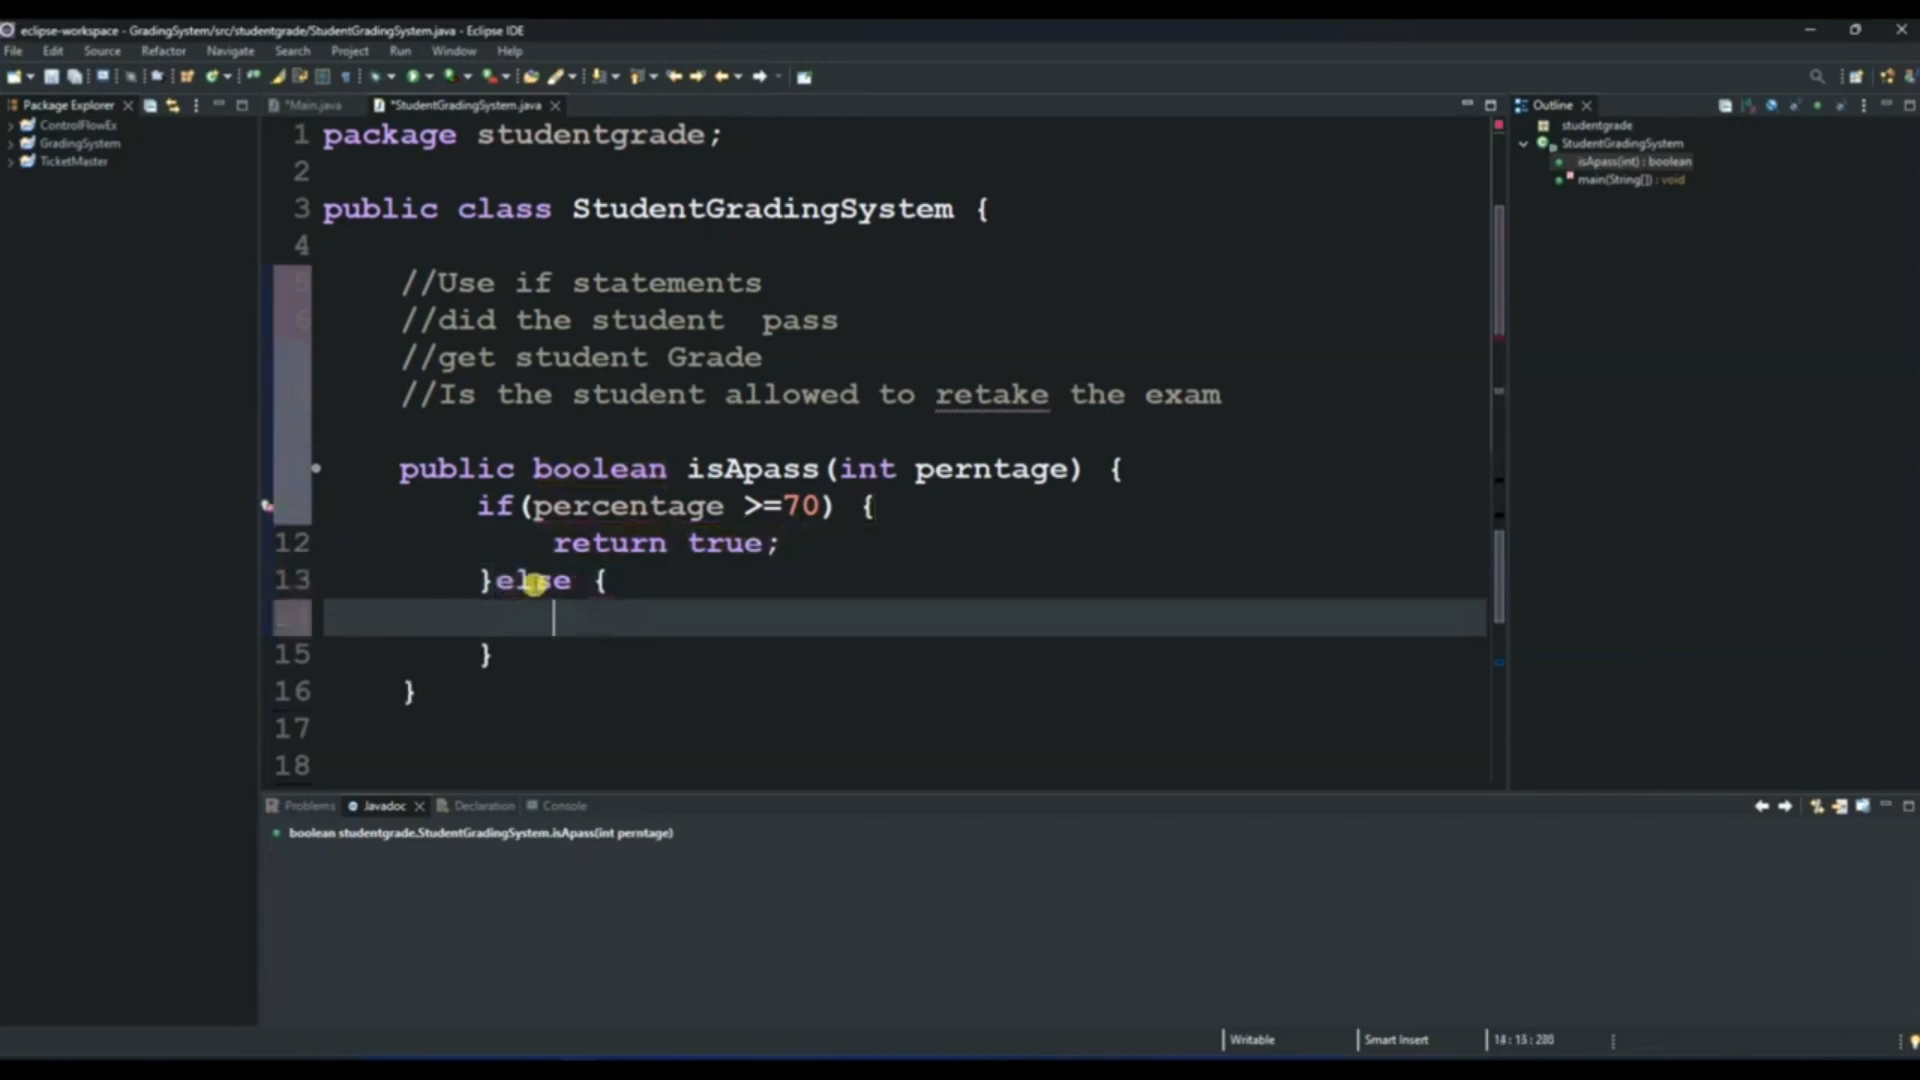 eclipse-workspace - GradingSystem/src/studentgrade/StudentGradingSystem.java - Eclipse IDE
File Edit Source Refactor Navigate Search Project Run Window Help
Package Explorer
*Main.java
*StudentGradingSystem.java
Outline
ControlFlowEx
GradingSystem
TicketMaster
1 package studentgrade;
2
3 public class StudentGradingSystem {
4
5 //Use if statements
6 //did the student  pass
//get student Grade
//Is the student allowed to retake the exam
public boolean isApass(int perntage) {
if(percentage >=70) {
12 return true;
13 }else {
15 }
16 }
17
18
studentgrade
StudentGradingSystem
isApass(int) : boolean
main(String[]) : void
Problems Javadoc Declaration Console
boolean studentgrade.StudentGradingSystem.isApass(int perntage)
Writable Smart Insert